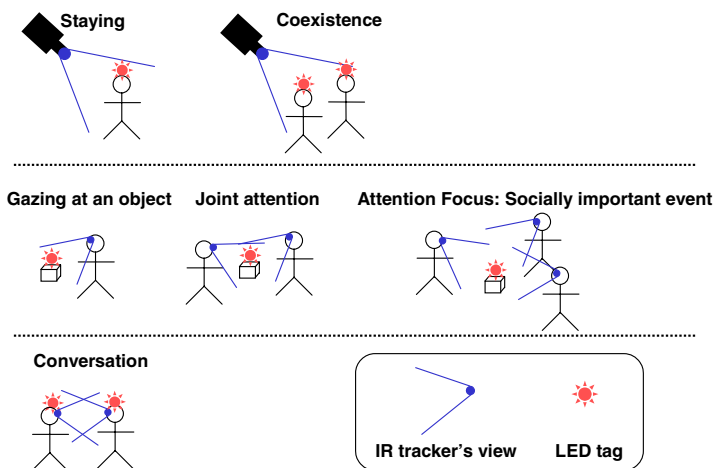 Staying
Coexistence
Gazing at an object
Joint attention
Attention Focus: Socially important event
Conversation
IR tracker's view
LED tag